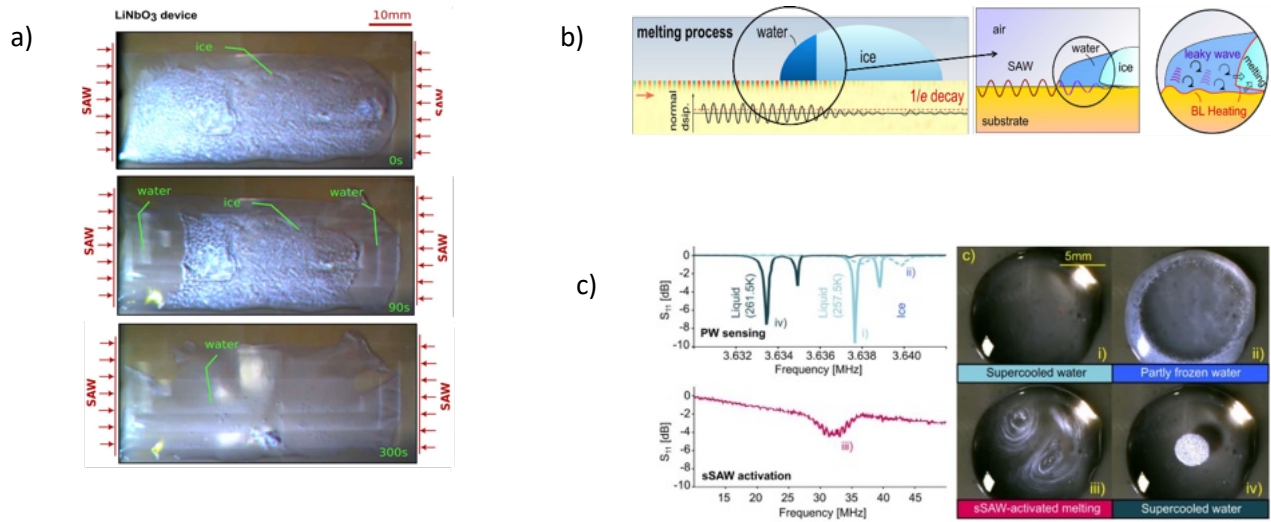 a)
LiNbO3 device
10mm
ice
SAW
SAW
0s
water
ice
water
SAW
SAW
90s
water
SAW
SAW
300s
b)
melting process
water
ice
1/e decay
normal
dsip.
air
SAW
water
ice
substrate
leaky wave
melting
BL Heating
c)
S11 [dB]
0
-2
-4
-6
-8
-10
Liquid
(261.5K)
iv)
Liquid
(257.5K)
i)
Ice
ii)
PW sensing
3.632 3.634 3.636 3.638 3.640
Frequency [MHz]
S11 [dB]
0
-2
-4
-6
-8
-10
iii)
sSAW activation
15 20 25 30 35 40 45
Frequency [MHz]
c)
5mm
i)
ii)
Supercooled water
Partly frozen water
iii)
iv)
sSAW-activated melting
Supercooled water